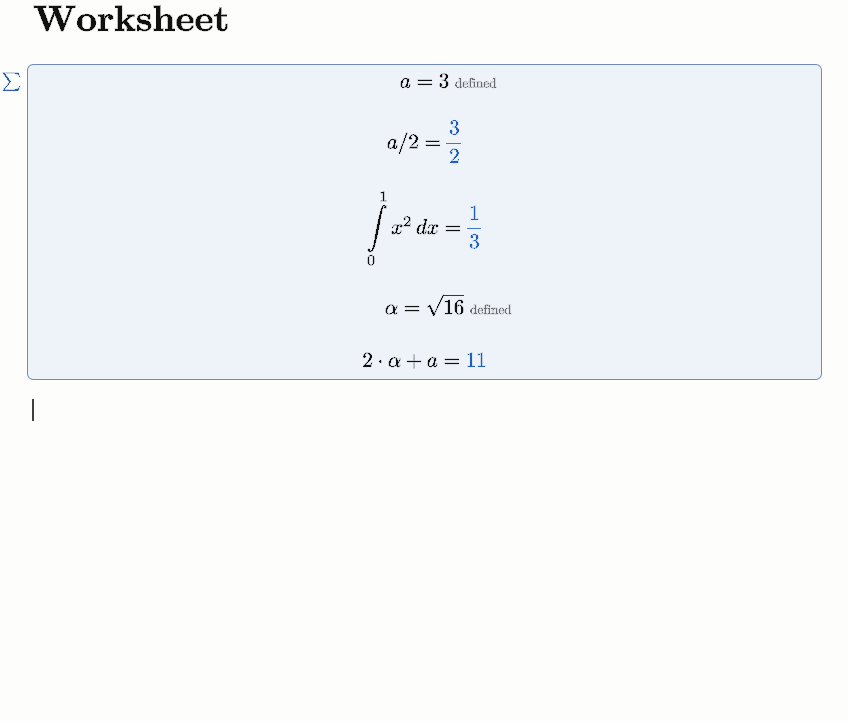 Worksheet
∑
a = 3 defined
a/2 = 3/2
∫₀¹ x² dx = 1/3
α = √16 defined
2 · α + a = 11